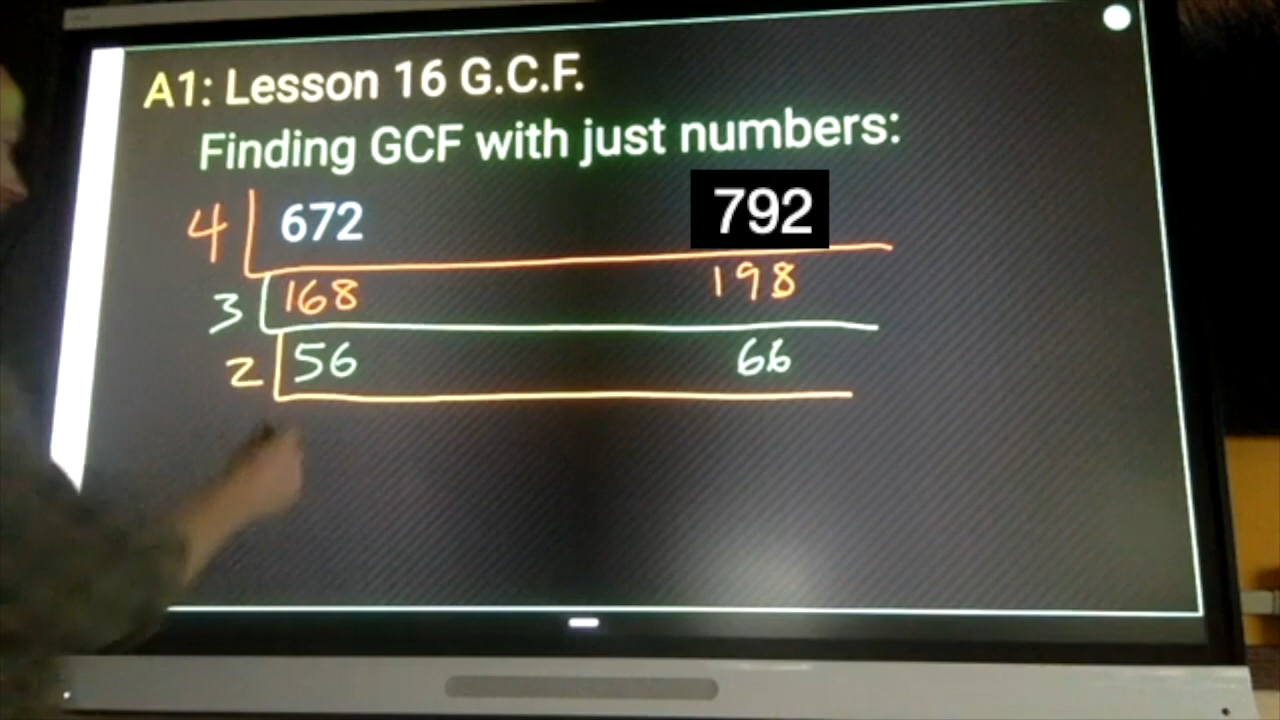 A1: Lesson 16 G.C.F.
Finding GCF with just numbers:
4 672 792
3 168 198
2 56 66